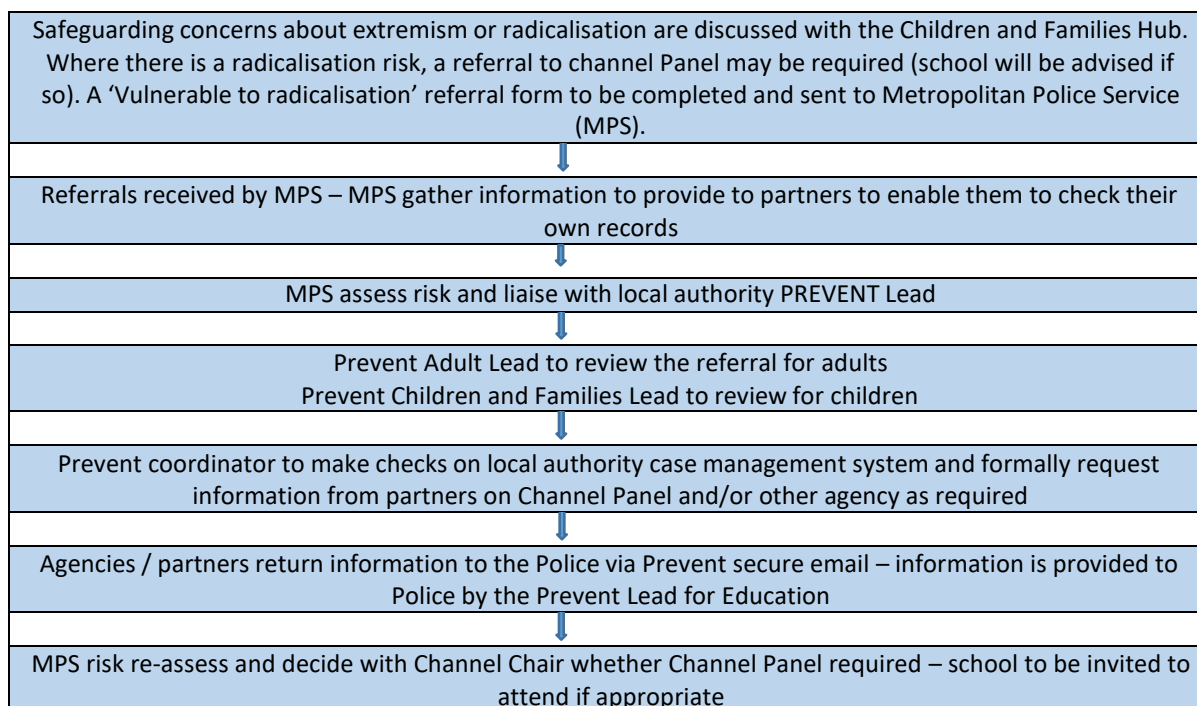 Safeguarding concerns about extremism or radicalisation are discussed with the Children and Families Hub.
Where there is a radicalisation risk, a referral to channel Panel may be required (school will be advised if
so). A ‘Vulnerable to radicalisation’ referral form to be completed and sent to Metropolitan Police Service
(MPS).
Referrals received by MPS – MPS gather information to provide to partners to enable them to check their
own records
MPS assess risk and liaise with local authority PREVENT Lead
Prevent Adult Lead to review the referral for adults
Prevent Children and Families Lead to review for children
Prevent coordinator to make checks on local authority case management system and formally request
information from partners on Channel Panel and/or other agency as required
Agencies / partners return information to the Police via Prevent secure email – information is provided to
Police by the Prevent Lead for Education
MPS risk re-assess and decide with Channel Chair whether Channel Panel required – school to be invited to
attend if appropriate